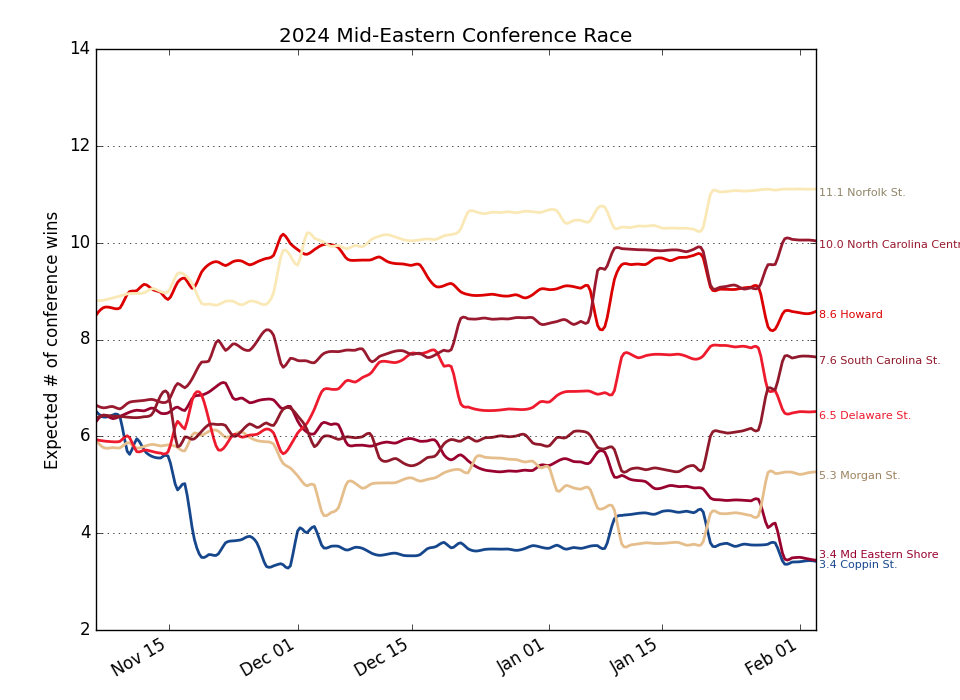 2024 Mid-Eastern Conference Race
Expected # of conference wins
14
12
10
8
6
4
2
11.1 Norfolk St.
10.0 North Carolina Centr
8.6 Howard
7.6 South Carolina St.
6.5 Delaware St.
5.3 Morgan St.
3.4 Md Eastern Shore
3.4 Coppin St.
Nov 15
Dec 01
Dec 15
Jan 01
Jan 15
Feb 01